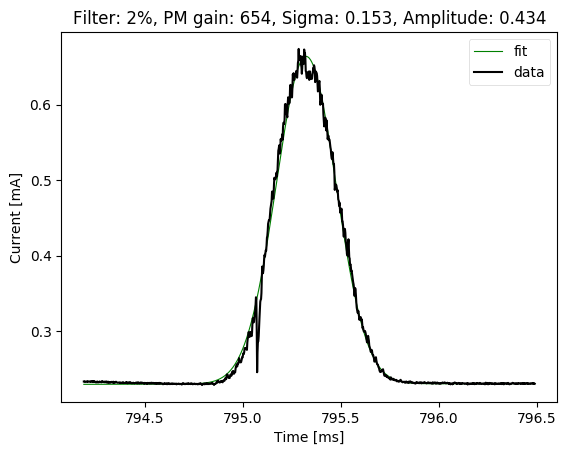 Filter: 2%, PM gain: 654, Sigma: 0.153, Amplitude: 0.434
fit
data
0.6
0.5
0.4
0.3
Current [mA]
794.5 795.0 795.5 796.0 796.5
Time [ms]